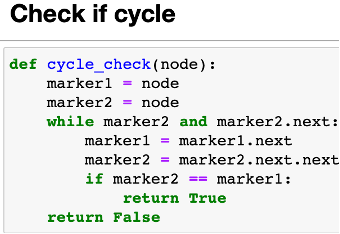 Check if cycle
def cycle_check(node):
    marker1 = node
    marker2 = node
    while marker2 and marker2.next:
        marker1 = marker1.next
        marker2 = marker2.next.next
        if marker2 == marker1:
            return True
    return False